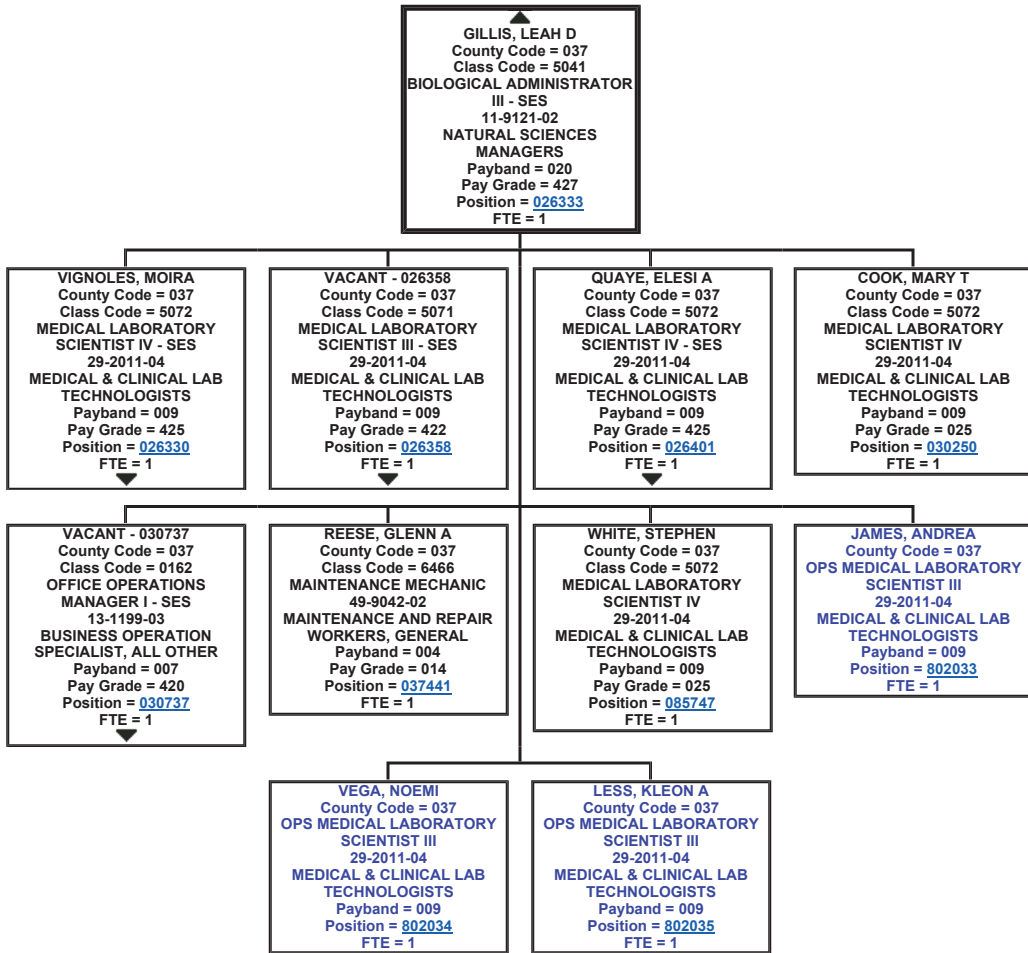 GILLIS, LEAH D
County Code = 037
Class Code = 5041
BIOLOGICAL ADMINISTRATOR
III - SES
11-9121-02
NATURAL SCIENCES
MANAGERS
Payband = 020
Pay Grade = 427
Position = 026333
FTE = 1
VIGNOLES, MOIRA
County Code = 037
Class Code = 5072
MEDICAL LABORATORY
SCIENTIST IV - SES
29-2011-04
MEDICAL & CLINICAL LAB
TECHNOLOGISTS
Payband = 009
Pay Grade = 425
Position = 026330
FTE = 1
VACANT - 026358
County Code = 037
Class Code = 5071
MEDICAL LABORATORY
SCIENTIST III - SES
29-2011-04
MEDICAL & CLINICAL LAB
TECHNOLOGISTS
Payband = 009
Pay Grade = 422
Position = 026358
FTE = 1
QUAYE, ELESI A
County Code = 037
Class Code = 5072
MEDICAL LABORATORY
SCIENTIST IV - SES
29-2011-04
MEDICAL & CLINICAL LAB
TECHNOLOGISTS
Payband = 009
Pay Grade = 425
Position = 026401
FTE = 1
COOK, MARY T
County Code = 037
Class Code = 5072
MEDICAL LABORATORY
SCIENTIST IV
29-2011-04
MEDICAL & CLINICAL LAB
TECHNOLOGISTS
Payband = 009
Pay Grade = 025
Position = 030250
FTE = 1
VACANT - 030737
County Code = 037
Class Code = 0162
OFFICE OPERATIONS
MANAGER I - SES
13-1199-03
BUSINESS OPERATION
SPECIALIST, ALL OTHER
Payband = 007
Pay Grade = 420
Position = 030737
FTE = 1
REESE, GLENN A
County Code = 037
Class Code = 6466
MAINTENANCE MECHANIC
49-9042-02
MAINTENANCE AND REPAIR
WORKERS, GENERAL
Payband = 004
Pay Grade = 014
Position = 037441
FTE = 1
WHITE, STEPHEN
County Code = 037
Class Code = 5072
MEDICAL LABORATORY
SCIENTIST IV
29-2011-04
MEDICAL & CLINICAL LAB
TECHNOLOGISTS
Payband = 009
Pay Grade = 025
Position = 085747
FTE = 1
JAMES, ANDREA
County Code = 037
OPS MEDICAL LABORATORY
SCIENTIST III
29-2011-04
MEDICAL & CLINICAL LAB
TECHNOLOGISTS
Payband = 009
Position = 802033
FTE = 1
VEGA, NOEMI
County Code = 037
OPS MEDICAL LABORATORY
SCIENTIST III
29-2011-04
MEDICAL & CLINICAL LAB
TECHNOLOGISTS
Payband = 009
Position = 802034
FTE = 1
LESS, KLEON A
County Code = 037
OPS MEDICAL LABORATORY
SCIENTIST III
29-2011-04
MEDICAL & CLINICAL LAB
TECHNOLOGISTS
Payband = 009
Position = 802035
FTE = 1